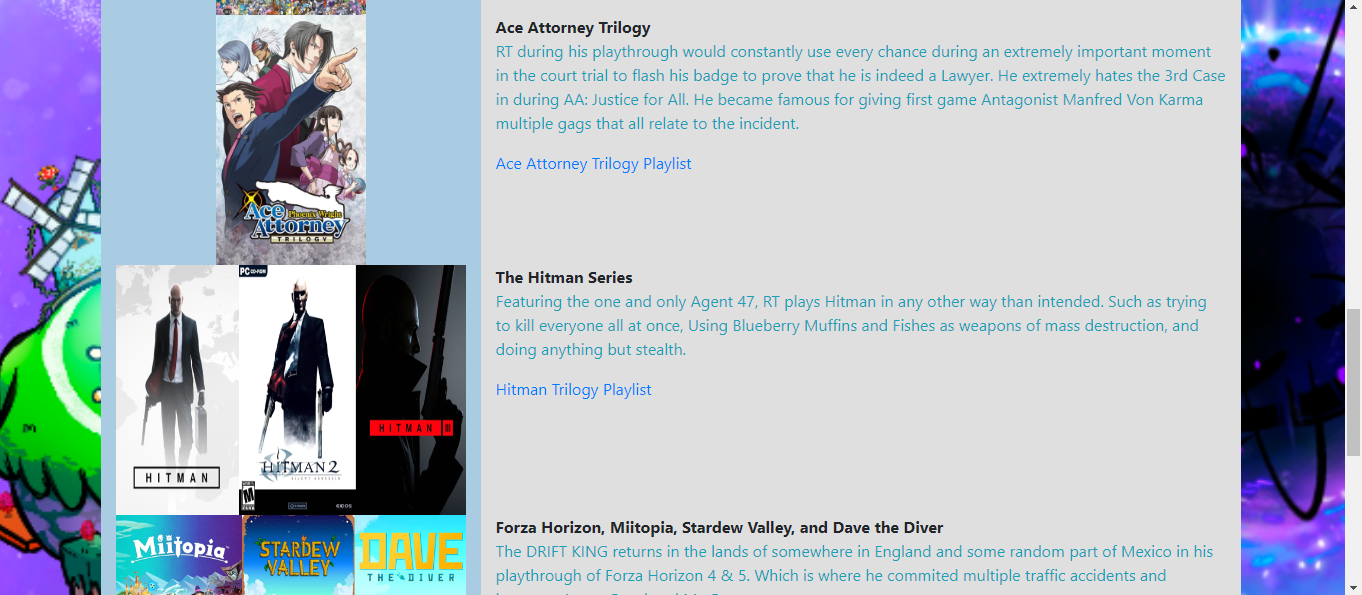 Ace Attorney Trilogy
RT during his playthrough would constantly use every chance during an extremely important moment
in the court trial to flash his badge to prove that he is indeed a Lawyer. He extremely hates the 3rd Case
in during AA: Justice for All. He became famous for giving first game Antagonist Manfred Von Karma
multiple gags that all relate to the incident.
Ace Attorney Trilogy Playlist
Phoenix Wright
Ace
Attorney
TRILOGY
The Hitman Series
Featuring the one and only Agent 47, RT plays Hitman in any other way than intended. Such as trying
to kill everyone all at once, Using Blueberry Muffins and Fishes as weapons of mass destruction, and
doing anything but stealth.
Hitman Trilogy Playlist
HITMAN
PC CD-ROM
HITMAN 2
SILENT ASSASSIN
M
EIDOS
HITMAN III
Forza Horizon, Miitopia, Stardew Valley, and Dave the Diver
The DRIFT KING returns in the lands of somewhere in England and some random part of Mexico in his
playthrough of Forza Horizon 4 & 5. Which is where he commited multiple traffic accidents and
Miitopia
STARDEW
VALLEY
DAVE
THE DIVER